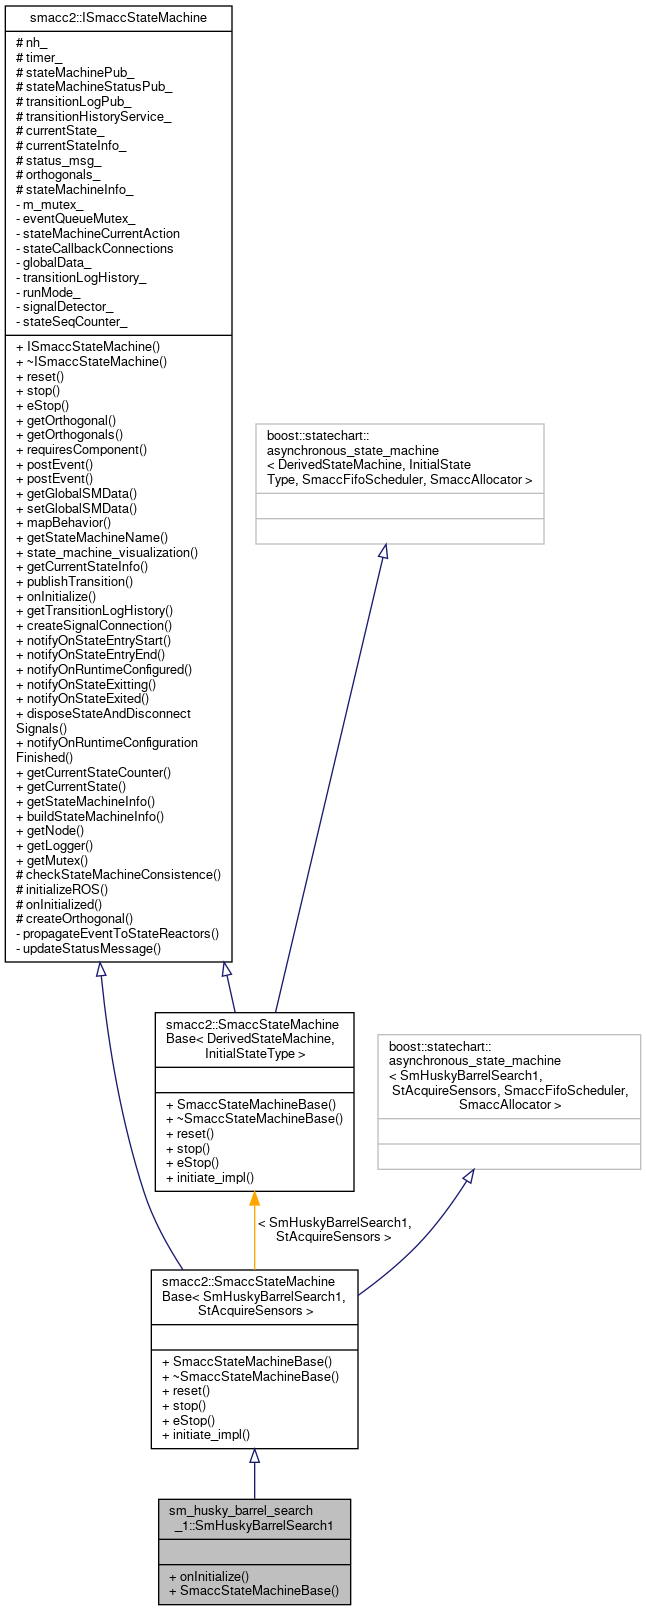 smacc2::ISmaccStateMachine
# nh_
# timer_
# stateMachinePub_
# stateMachineStatusPub_
# transitionLogPub_
# transitionHistoryService_
# currentState_
# currentStateInfo_
# status_msg_
# orthogonals_
# stateMachineInfo_
- m_mutex_
- eventQueueMutex_
- stateMachineCurrentAction
- stateCallbackConnections
- globalData_
- transitionLogHistory_
- runMode_
- signalDetector_
- stateSeqCounter_
+ ISmaccStateMachine()
+ ~ISmaccStateMachine()
+ reset()
+ stop()
+ eStop()
+ getOrthogonal()
+ getOrthogonals()
+ requiresComponent()
+ postEvent()
+ postEvent()
+ getGlobalSMData()
+ setGlobalSMData()
+ mapBehavior()
+ getStateMachineName()
+ state_machine_visualization()
+ getCurrentStateInfo()
+ publishTransition()
+ onInitialize()
+ getTransitionLogHistory()
+ createSignalConnection()
+ notifyOnStateEntryStart()
+ notifyOnStateEntryEnd()
+ notifyOnRuntimeConfigured()
+ notifyOnStateExitting()
+ notifyOnStateExited()
+ disposeStateAndDisconnect
Signals()
+ notifyOnRuntimeConfiguration
Finished()
+ getCurrentStateCounter()
+ getCurrentState()
+ getStateMachineInfo()
+ buildStateMachineInfo()
+ getNode()
+ getLogger()
+ getMutex()
# checkStateMachineConsistence()
# initializeROS()
# onInitialized()
# createOrthogonal()
- propagateEventToStateReactors()
- updateStatusMessage()
boost::statechart::
asynchronous_state_machine
< DerivedStateMachine, InitialState
Type, SmaccFifoScheduler, SmaccAllocator >
smacc2::SmaccStateMachine
Base< DerivedStateMachine,
InitialStateType >
+ SmaccStateMachineBase()
+ ~SmaccStateMachineBase()
+ reset()
+ stop()
+ eStop()
+ initiate_impl()
boost::statechart::
asynchronous_state_machine
< SmHuskyBarrelSearch1,
StAcquireSensors, SmaccFifoScheduler,
SmaccAllocator >
< SmHuskyBarrelSearch1,
StAcquireSensors >
smacc2::SmaccStateMachine
Base< SmHuskyBarrelSearch1,
StAcquireSensors >
+ SmaccStateMachineBase()
+ ~SmaccStateMachineBase()
+ reset()
+ stop()
+ eStop()
+ initiate_impl()
sm_husky_barrel_search
_1::SmHuskyBarrelSearch1
+ onInitialize()
+ SmaccStateMachineBase()